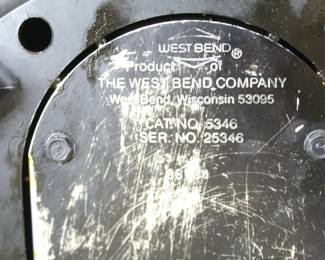 WEST BEND ®
Product of
THE WEST BEND COMPANY
West Bend, Wisconsin 53095
CAT. NO. 5346
SER. NO. 25346